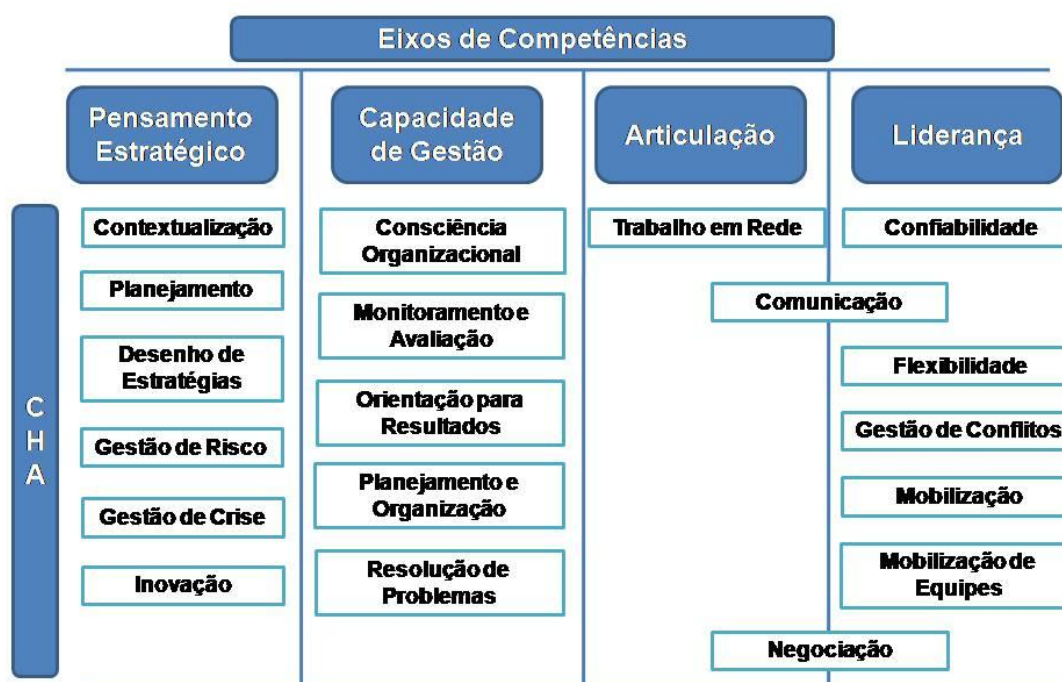 Eixos de Competências
Pensamento
Estratégico
Capacidade
de Gestão
Articulação
Liderança
C
H
A
Contextualização
Planejamento
Desenho de
Estratégias
Gestão de Risco
Gestão de Crise
Inovação
Consciência
Organizacional
Monitoramento e
Avaliação
Orientação para
Resultados
Planejamento e
Organização
Resolução de
Problemas
Trabalho em Rede
Comunicação
Negociação
Confiabilidade
Flexibilidade
Gestão de Conflitos
Mobilização
Mobilização de
Equipes